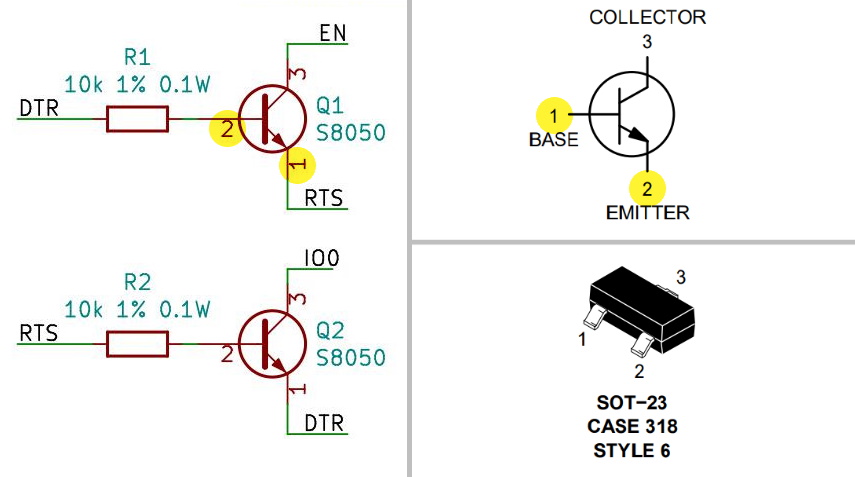 EN
R1
10k 1% 0.1W
DTR
3
Q1
S8050
2
1
RTS
IO0
R2
10k 1% 0.1W
RTS
3
Q2
S8050
2
1
DTR
COLLECTOR
3
1
BASE
2
EMITTER
3
1
2
SOT−23
CASE 318
STYLE 6